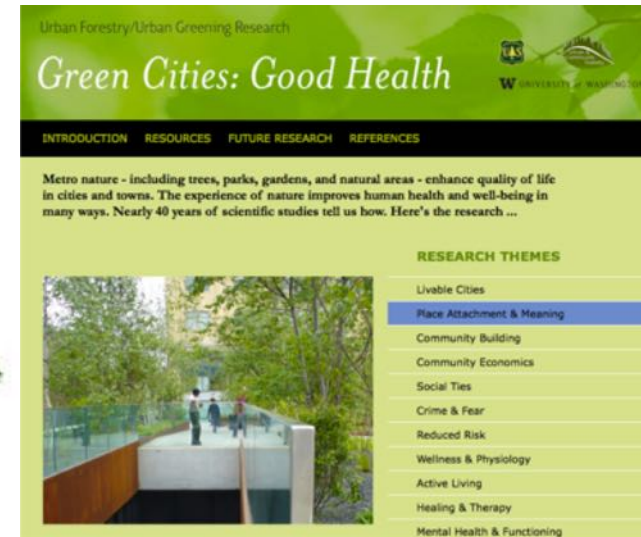 Urban Forestry/Urban Greening Research
Green Cities: Good Health
W UNIVERSITY of WASHINGTON
INTRODUCTION RESOURCES FUTURE RESEARCH REFERENCES
Metro nature - including trees, parks, gardens, and natural areas - enhance quality of life
in cities and towns. The experience of nature improves human health and well-being in
many ways. Nearly 40 years of scientific studies tell us how. Here's the research ...
RESEARCH THEMES
Livable Cities
Place Attachment & Meaning
Community Building
Community Economics
Social Ties
Crime & Fear
Reduced Risk
Wellness & Physiology
Active Living
Healing & Therapy
Mental Health & Functioning